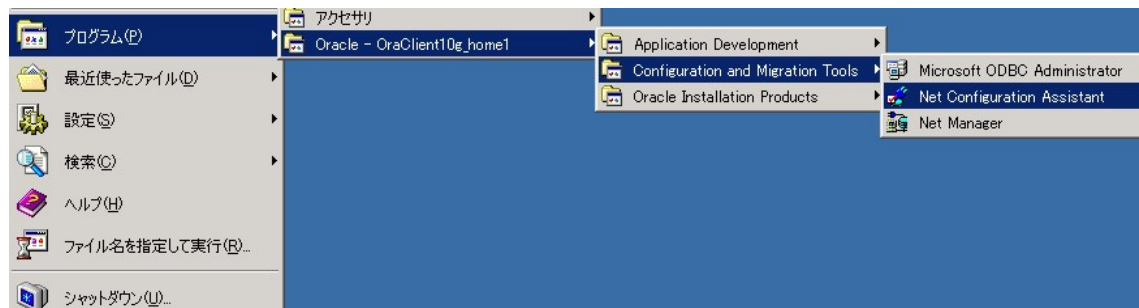 プログラム(P)
最近使ったファイル(D)
設定(S)
検索(C)
ヘルプ(H)
ファイル名を指定して実行(R)...
シャットダウン(U)...
アクセサリ
Oracle - OraClient10g_home1
Application Development
Configuration and Migration Tools
Oracle Installation Products
Microsoft ODBC Administrator
Net Configuration Assistant
Net Manager